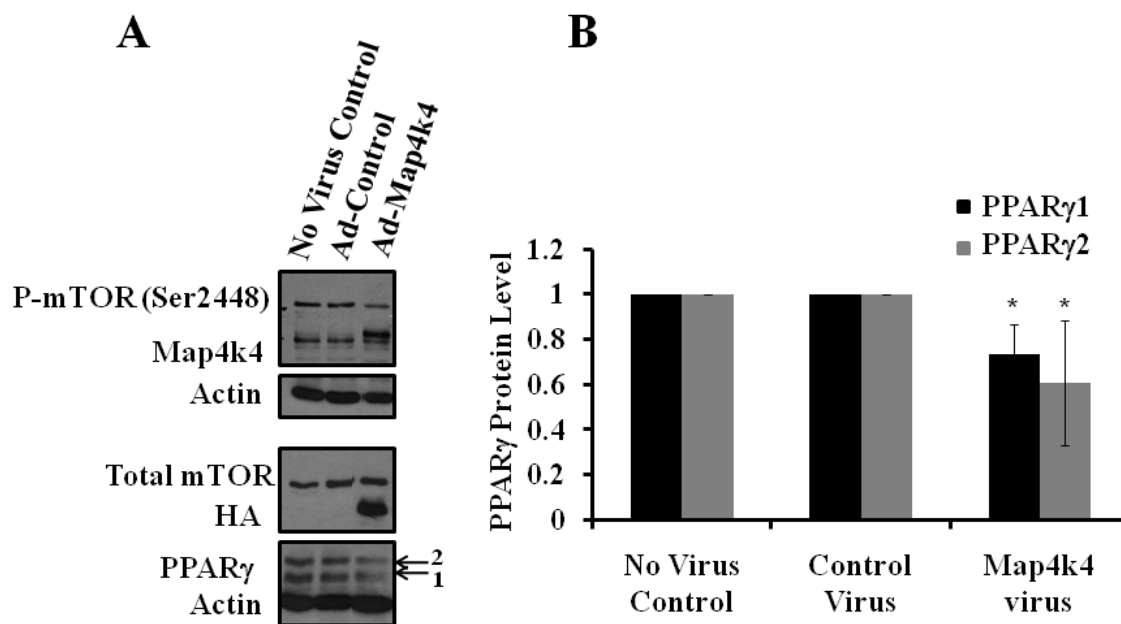 A
No Virus Control
Ad-Control
Ad-Map4k4
P-mTOR (Ser2448)
Map4k4
Actin
Total mTOR
HA
PPARγ
2
1
Actin
B
PPARγ1
PPARγ2
PPARγ Protein Level
1.2
1
0.8
0.6
0.4
0.2
0
* *
No Virus
Control
Control
Virus
Map4k4
virus